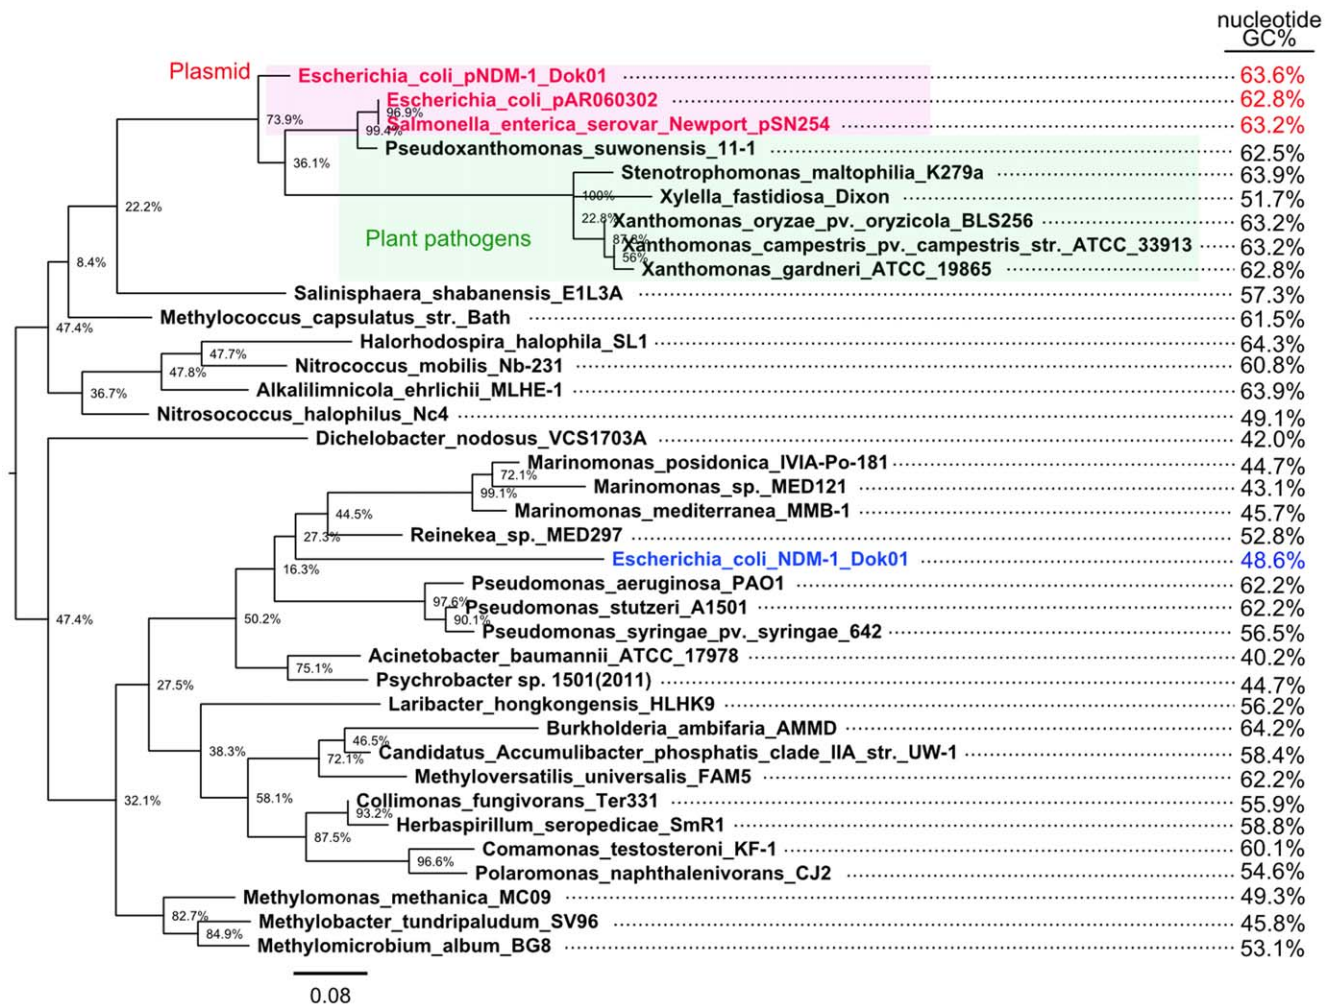 nucleotide
GC%
Plasmid
Escherichia_coli_pNDM-1_Dok01 63.6%
73.9%
Escherichia_coli_pAR060302 62.8%
96.9%
Salmonella_enterica_serovar_Newport_pSN254 63.2%
99.4%
Pseudoxanthomonas_suwonensis_11-1 62.5%
36.1%
Stenotrophomonas_maltophilia_K279a 63.9%
100%
Xylella_fastidiosa_Dixon 51.7%
22.2%
22.8%
Xanthomonas_oryzae_pv._oryzicola_BLS256 63.2%
Plant pathogens
Xanthomonas_campestris_pv._campestris_str._ATCC_33913 63.2%
56%
8.4%
Xanthomonas_gardneri_ATCC_19865 62.8%
Salinisphaera_shabanensis_E1L3A 57.3%
Methylococcus_capsulatus_str._Bath 61.5%
47.4%
Halorhodospira_halophila_SL1 64.3%
47.7%
Nitrococcus_mobilis_Nb-231 60.8%
47.8%
Alkalilimnicola_ehrlichii_MLHE-1 63.9%
36.7%
Nitrosococcus_halophilus_Nc4 49.1%
Dichelobacter_nodosus_VCS1703A 42.0%
Marinomonas_posidonica_IVIA-Po-181 44.7%
72.1%
Marinomonas_sp._MED121 43.1%
99.1%
Marinomonas_mediterranea_MMB-1 45.7%
44.5%
Reinekea_sp._MED297 52.8%
27.3%
Escherichia_coli_NDM-1_Dok01 48.6%
16.3%
Pseudomonas_aeruginosa_PAO1 62.2%
97.6%
Pseudomonas_stutzeri_A1501 62.2%
90.1%
47.4%
50.2%
Pseudomonas_syringae_pv._syringae_642 56.5%
Acinetobacter_baumannii_ATCC_17978 40.2%
75.1%
Psychrobacter sp. 1501(2011) 44.7%
27.5%
Laribacter_hongkongensis_HLHK9 56.2%
Burkholderia_ambifaria_AMMD 64.2%
46.5%
38.3%
Candidatus_Accumulibacter_phosphatis_clade_IIA_str._UW-1 58.4%
72.1%
Methyloversatilis_universalis_FAM5 62.2%
58.1%
32.1%
Collimonas_fungivorans_Ter331 55.9%
93.2%
Herbaspirillum_seropedicae_SmR1 58.8%
87.5%
Comamonas_testosteroni_KF-1 60.1%
96.6%
Polaromonas_naphthalenivorans_CJ2 54.6%
Methylomonas_methanica_MC09 49.3%
82.7%
Methylobacter_tundripaludum_SV96 45.8%
84.9%
Methylomicrobium_album_BG8 53.1%
0.08